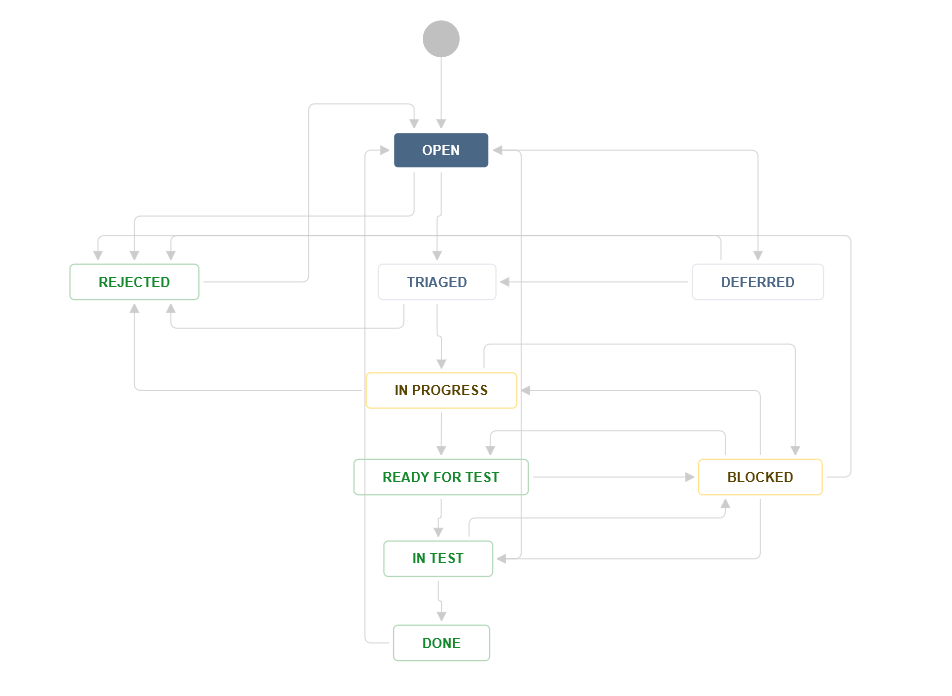 OPEN
REJECTED
TRIAGED
DEFERRED
IN PROGRESS
READY FOR TEST
BLOCKED
IN TEST
DONE